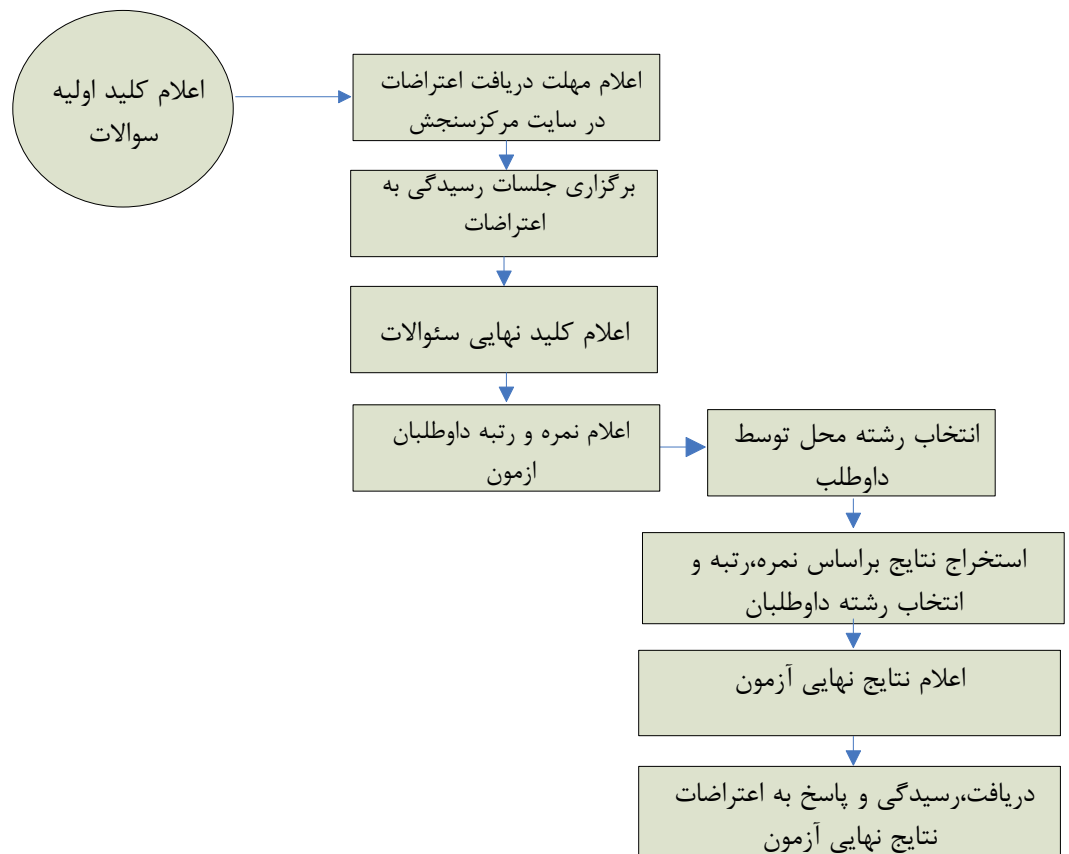 اعلام کلید اولیه
سوالات
اعلام مهلت دریافت اعتراضات
در سایت مرکزسنجش
برگزاری جلسات رسیدگی به
اعتراضات
اعلام کلید نهایی سئوالات
اعلام نمره و رتبه داوطلبان
ازمون
انتخاب رشته محل توسط
داوطلب
استخراج نتایج براساس نمره،رتبه و
انتخاب رشته داوطلبان
اعلام نتایج نهایی آزمون
دریافت،رسیدگی و پاسخ به اعتراضات
نتایج نهایی آزمون